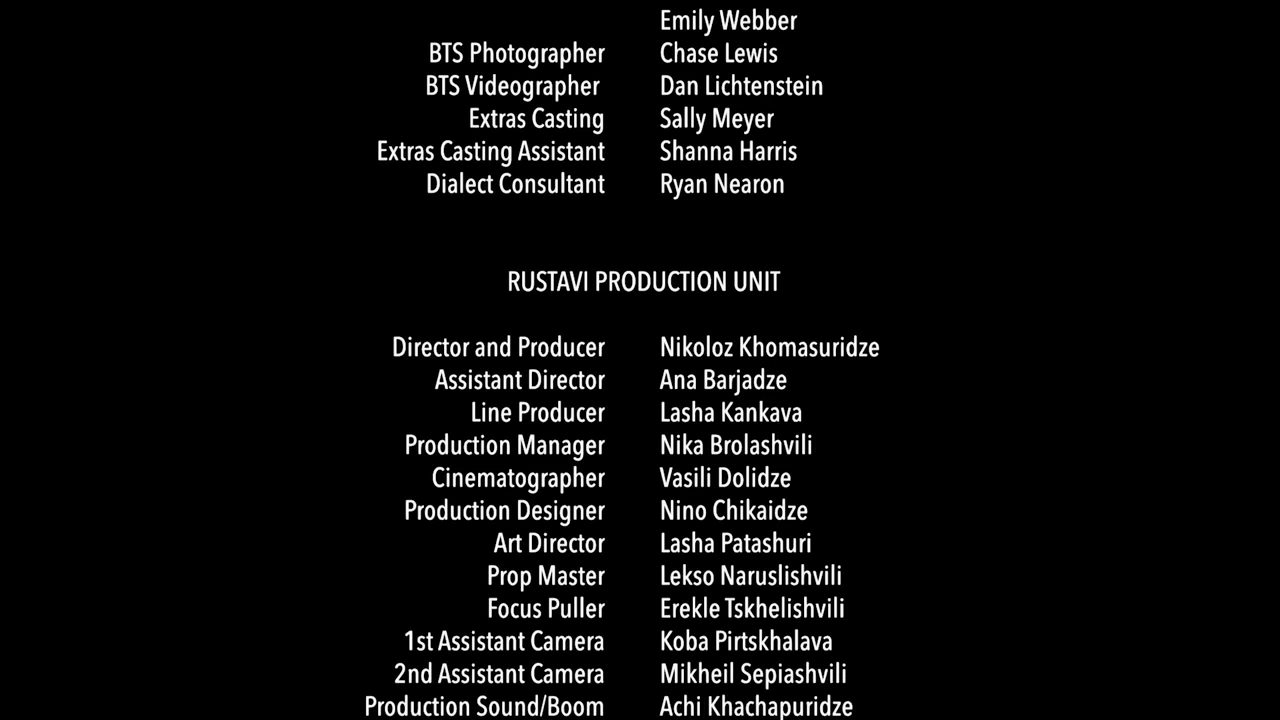 Emily Webber
BTS Photographer Chase Lewis
BTS Videographer Dan Lichtenstein
Extras Casting Sally Meyer
Extras Casting Assistant Shanna Harris
Dialect Consultant Ryan Nearon
RUSTAVI PRODUCTION UNIT
Director and Producer Nikoloz Khomasuridze
Assistant Director Ana Barjadze
Line Producer Lasha Kankava
Production Manager Nika Brolashvili
Cinematographer Vasili Dolidze
Production Designer Nino Chikaidze
Art Director Lasha Patashuri
Prop Master Lekso Naruslishvili
Focus Puller Erekle Tskhelishvili
1st Assistant Camera Koba Pirtskhalava
2nd Assistant Camera Mikheil Sepiashvili
Production Sound/Boom Achi Khachapuridze